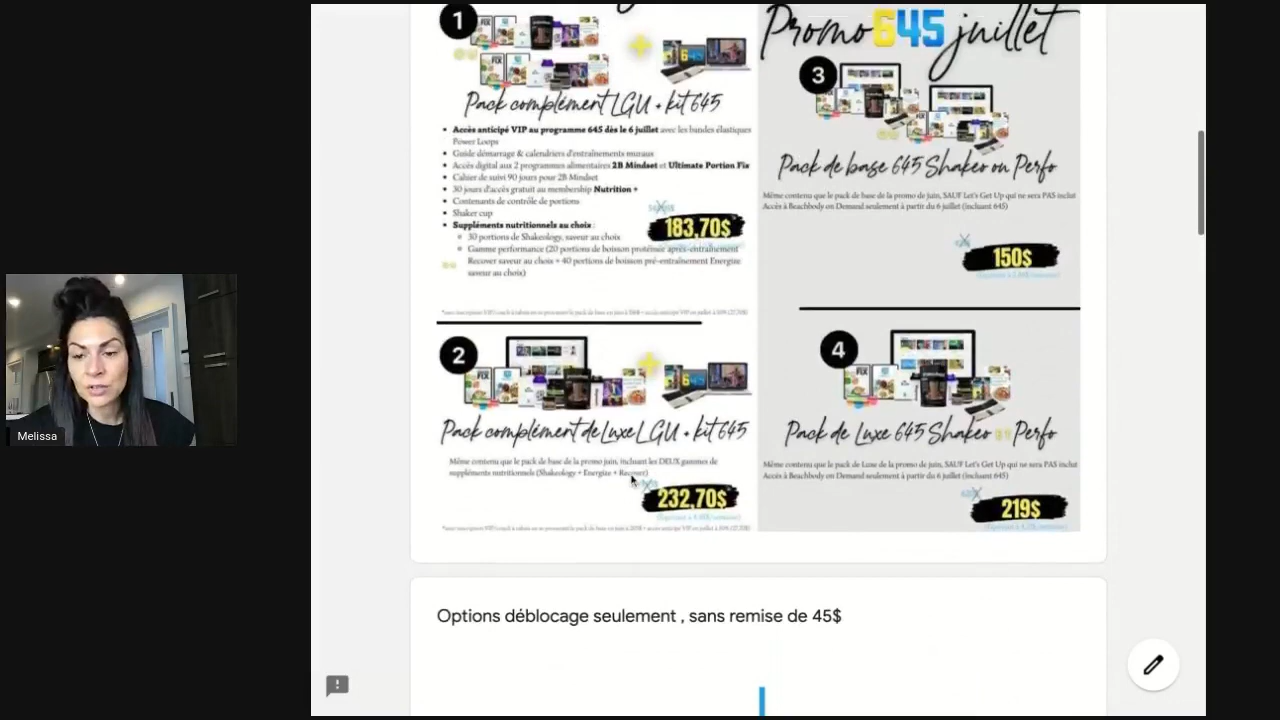 1
Pack complément LGU + kit 645
Accès anticipé VIP au programme 645 dès le 6 juillet avec les bandes élastiques
Power Loops
Guide démarrage & calendriers d'entraînements muraux
Accès digital aux 2 programmes alimentaires 2B Mindset et Ultimate Portion Fix
Cahier de suivi 90 jours pour 2B Mindset
30 jours d'accès gratuit au membership Nutrition +
Contenants de contrôle de portions
Shaker cup
Suppléments nutritionnels au choix :
30 portions de Shakeology, saveur au choix
Gamme performance (20 portions de boisson protéinée après-entraînement
Recover saveur au choix + 40 portions de boisson pré-entraînement Energize
saveur au choix)
183,70$
2
Pack complément de Luxe LGU + kit 645
Même contenu que le pack de base de la promo juin, incluant les DEUX gammes de
suppléments nutritionnels (Shakeology + Energize + Recover)
232,70$
Promo 645 juillet
3
Pack de base 645 Shakeo ou Perfo
Même contenu que le pack de base de la promo de juin, SAUF Let's Get Up qui ne sera PAS inclut
Accès à Beachbody on Demand seulement à partir du 6 juillet (incluant 645)
150$
4
Pack de Luxe 645 Shakeo ET Perfo
Même contenu que le pack de Luxe de la promo de juin, SAUF Let's Get Up qui ne sera PAS inclut
Accès à Beachbody on Demand seulement à partir du 6 juillet (incluant 645)
219$
Melissa
Options déblocage seulement , sans remise de 45$